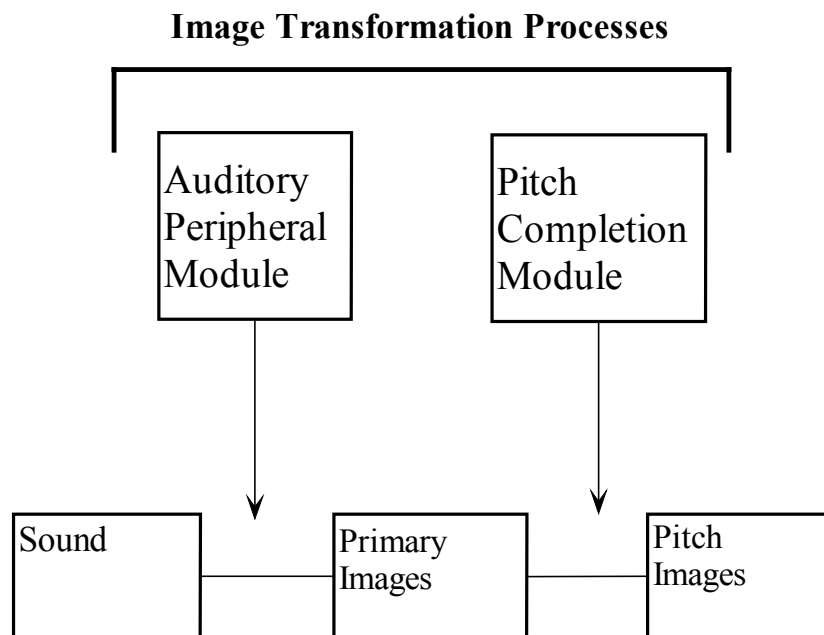 Image Transformation Processes
Auditory
Peripheral
Module
Pitch
Completion
Module
Sound
Primary
Images
Pitch
Images